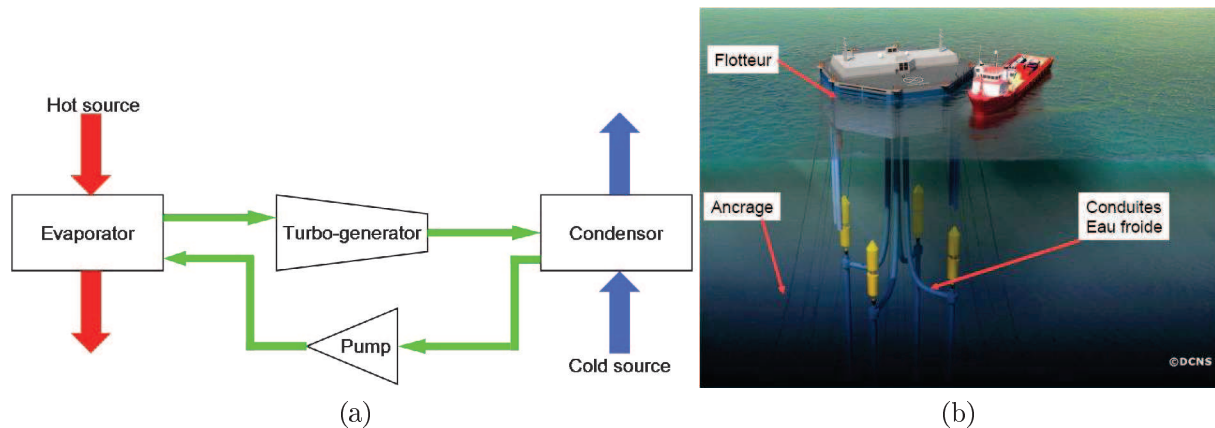 Hot source
Evaporator
Turbo-generator
Condensor
Pump
Cold source
(a)
Flotteur
Ancrage
Conduites
Eau froide
©DCNS
(b)